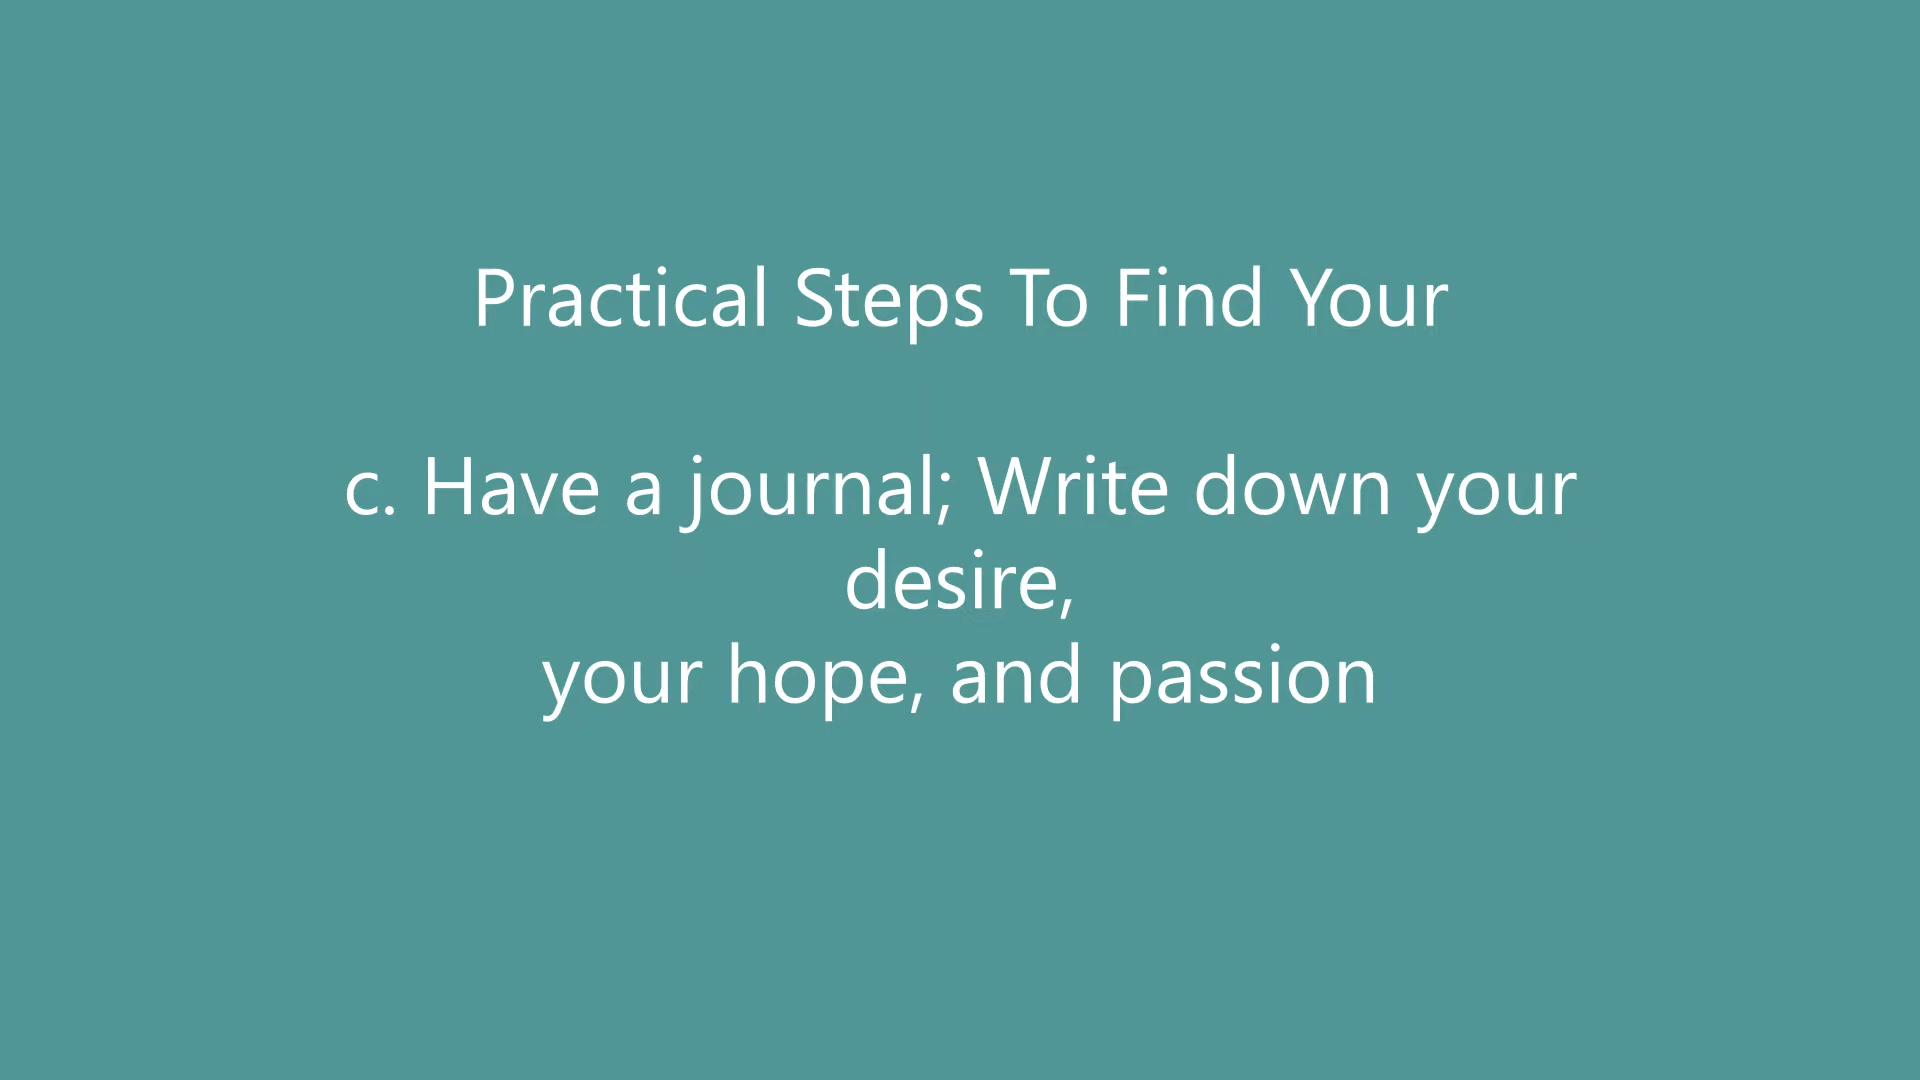 Practical Steps To Find Your
c. Have a journal; Write down your
desire,
your hope, and passion